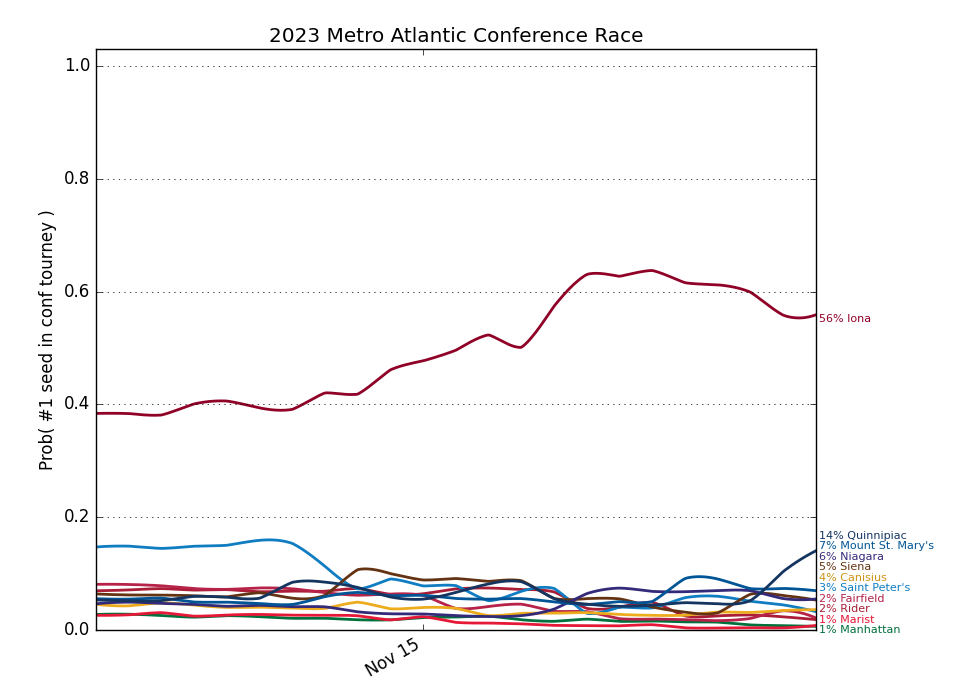 2023 Metro Atlantic Conference Race
1.0
0.8
0.6
0.4
0.2
0.0
Prob( #1 seed in conf tourney )
Nov 15
56% Iona
14% Quinnipiac
7% Mount St. Mary's
6% Niagara
5% Siena
4% Canisius
3% Saint Peter's
2% Fairfield
2% Rider
1% Marist
1% Manhattan